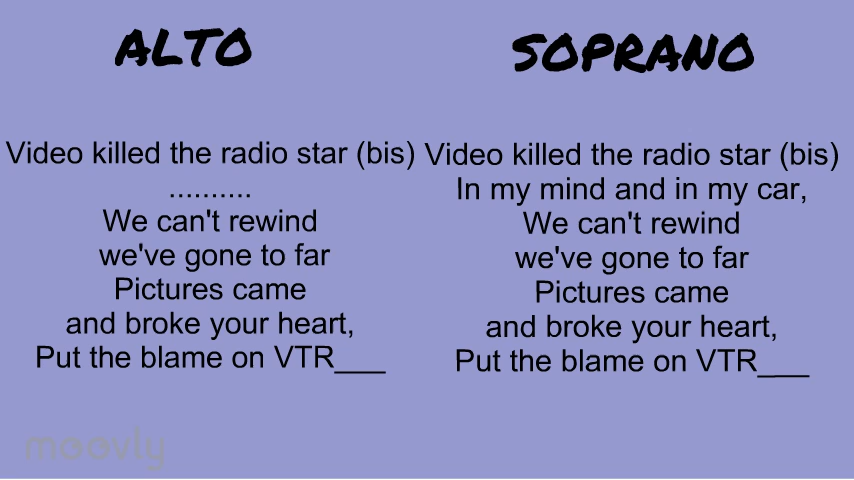 ALTO
Video killed the radio star (bis)
..........
We can't rewind
we've gone to far
Pictures came
and broke your heart,
Put the blame on VTR___
SOPRANO
Video killed the radio star (bis)
In my mind and in my car,
We can't rewind
we've gone to far
Pictures came
and broke your heart,
Put the blame on VTR___
moovly